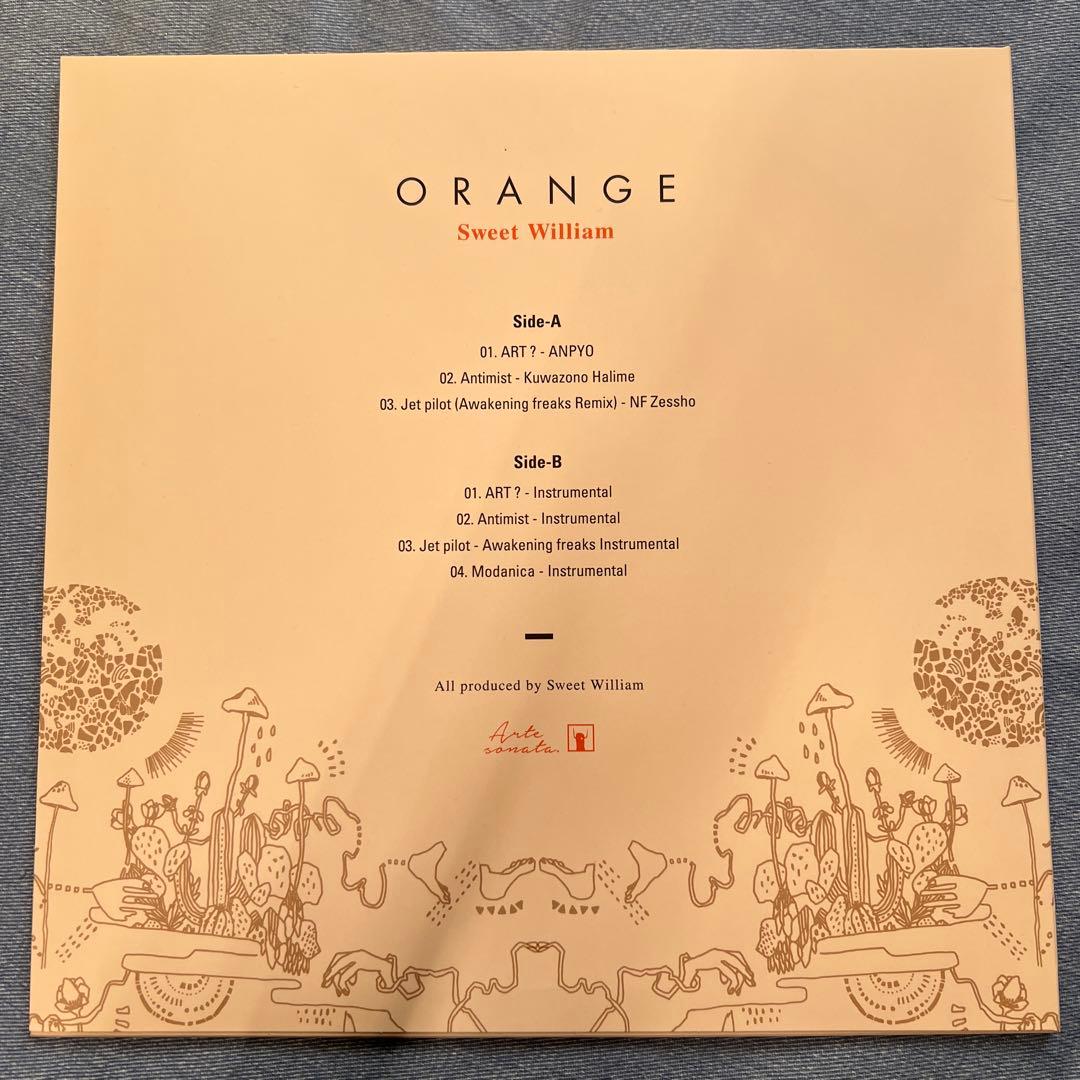 ORANGE
Sweet William
Side-A
01. ART? - ANPYO
02. Antimist - Kuwazono Halime
03. Jet pilot (Awakening freaks Remix) - NF Zessho
Side-B
01. ART? - Instrumental
02. Antimist - Instrumental
03. Jet pilot - Awakening freaks Instrumental
04. Modanica - Instrumental
All produced by Sweet William
Arte
sonata.